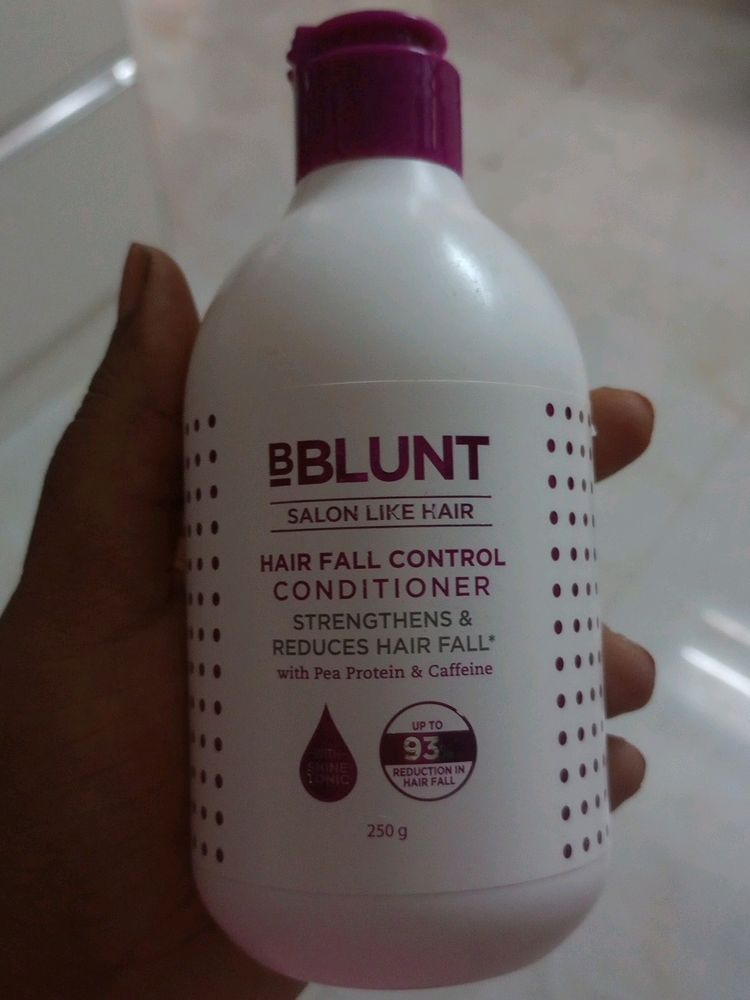 BBLUNT
SALON LIKE HAIR
HAIR FALL CONTROL
CONDITIONER
STRENGTHENS &
REDUCES HAIR FALL*
with Pea Protein & Caffeine
WITH
SHINE
TONIC
UP TO
93%
REDUCTION IN
HAIR FALL
250 g